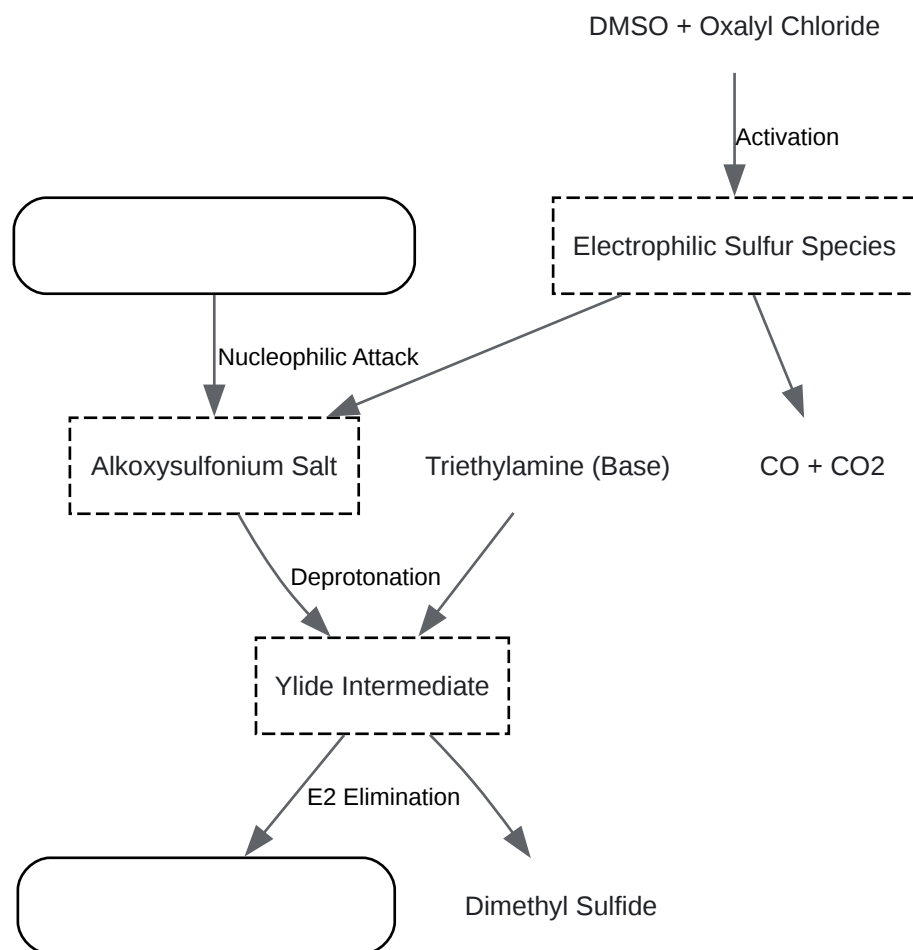 DMSO + Oxalyl Chloride
Activation
Electrophilic Sulfur Species
Nucleophilic Attack
Alkoxysulfonium Salt
Triethylamine (Base)
CO + CO2
Deprotonation
Ylide Intermediate
E2 Elimination
Dimethyl Sulfide